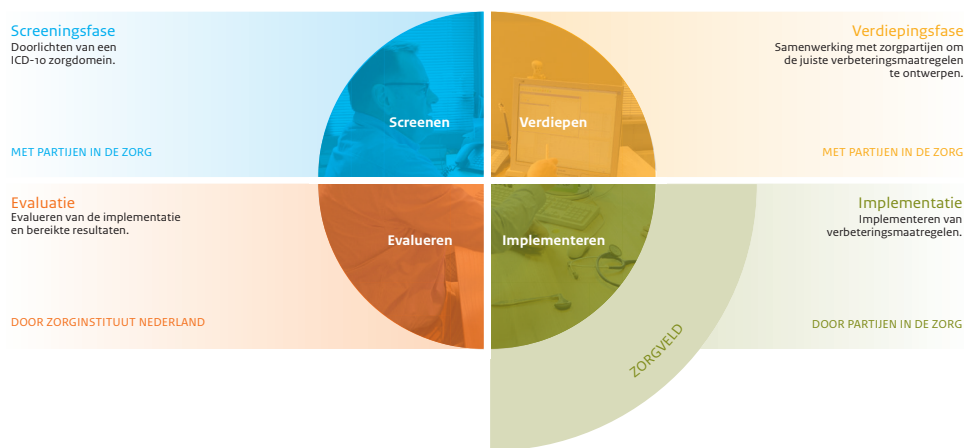 Screeningsfase
Doorlichten van een
ICD-10 zorgdomein.
MET PARTIJEN IN DE ZORG
Screenen
Verdiepingsfase
Samenwerking met zorgpartijen om
de juiste verbeteringsmaatregelen
te ontwerpen.
MET PARTIJEN IN DE ZORG
Verdiepen
Evaluatie
Evalueren van de implementatie
en bereikte resultaten.
DOOR ZORGINSTITUUT NEDERLAND
Evalueren
Implementatie
Implementeren van
verbeteringsmaatregelen.
DOOR PARTIJEN IN DE ZORG
Implementeren
ZORGVELD